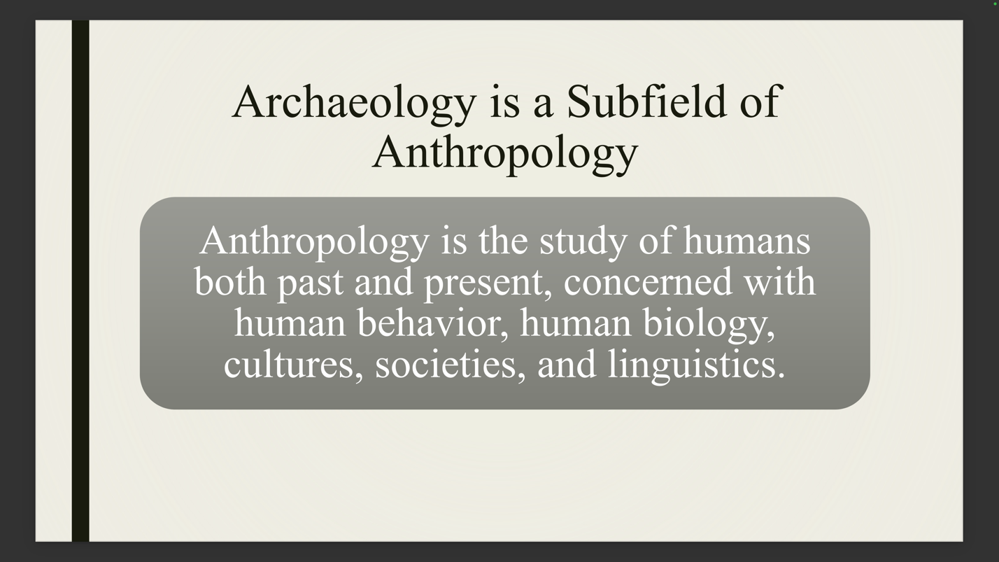 Archaeology is a Subfield of
Anthropology
Anthropology is the study of humans
both past and present, concerned with
human behavior, human biology,
cultures, societies, and linguistics.